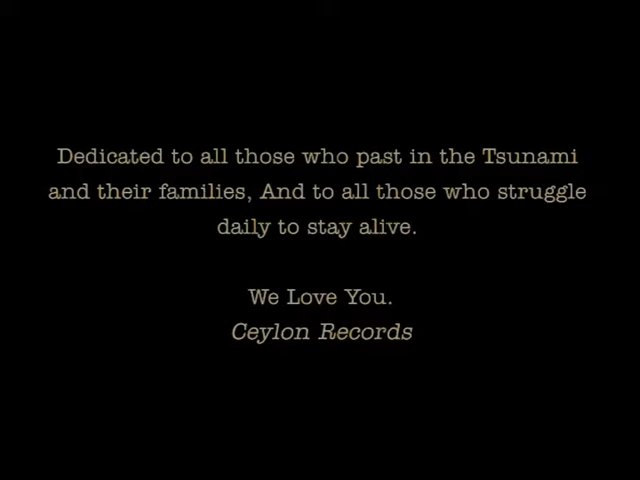 Dedicated to all those who past in the Tsunami
and their families, And to all those who struggle
daily to stay alive.
We Love You.
Ceylon Records